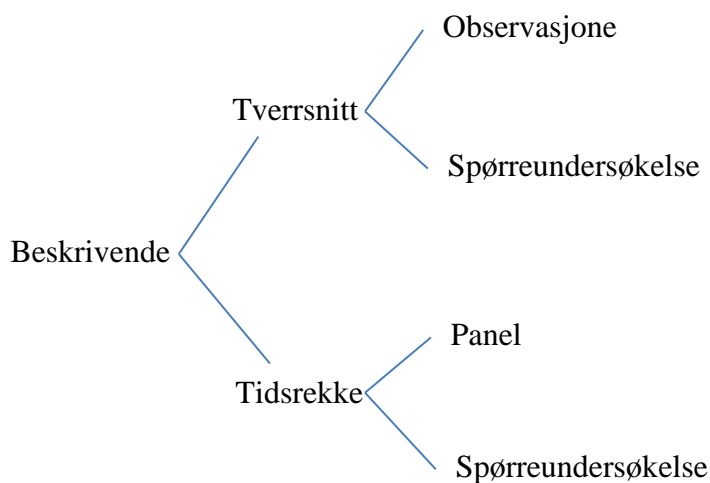 Observasjone
Tverrsnitt
Spørreundersøkelse
Beskrivende
Panel
Tidsrekke
Spørreundersøkelse